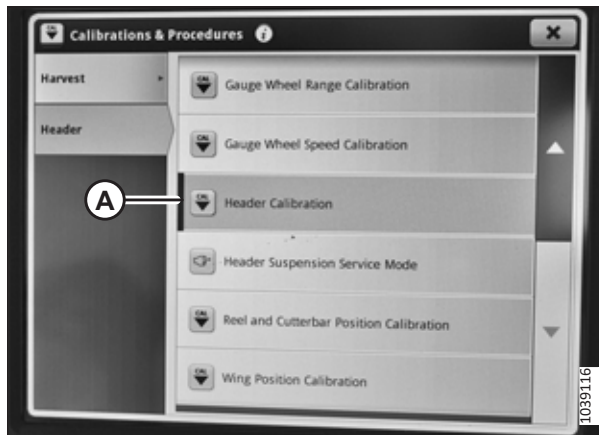 Calibrations & Procedures
Harvest
Header
Gauge Wheel Range Calibration
Gauge Wheel Speed Calibration
A
Header Calibration
Header Suspension Service Mode
Reel and Cutterbar Position Calibration
Wing Position Calibration
1039116